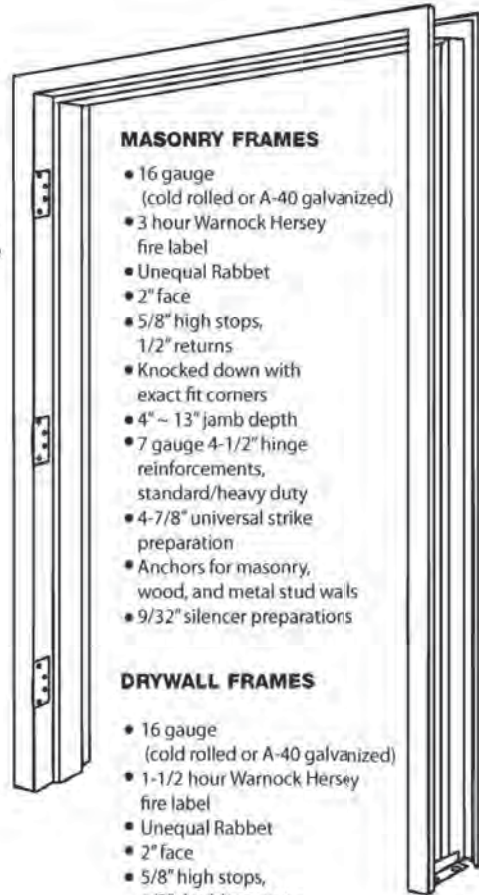 MASONRY FRAMES
• 16 gauge
(cold rolled or A-40 galvanized)
• 3 hour Warnock Hersey
fire label
• Unequal Rabbet
• 2" face
• 5/8" high stops,
1/2" returns
• Knocked down with
exact fit corners
• 4" ~ 13" jamb depth
• 7 gauge 4-1/2" hinge
reinforcements,
standard/heavy duty
• 4-7/8" universal strike
preparation
• Anchors for masonry,
wood, and metal stud walls
• 9/32" silencer preparations
DRYWALL FRAMES
• 16 gauge
(cold rolled or A-40 galvanized)
• 1-1/2 hour Warnock Hersey
fire label
• Unequal Rabbet
• 2" face
• 5/8" high stops,